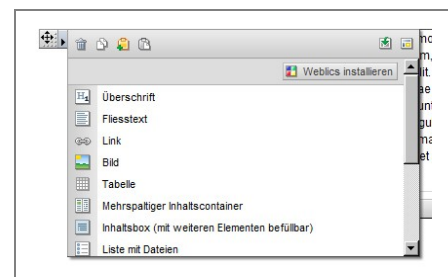 Weblics installieren
Überschrift
Fliesstext
Link
Bild
Tabelle
Mehrspaltiger Inhaltscontainer
Inhaltsbox (mit weiteren Elementen befüllbar)
Liste mit Dateien